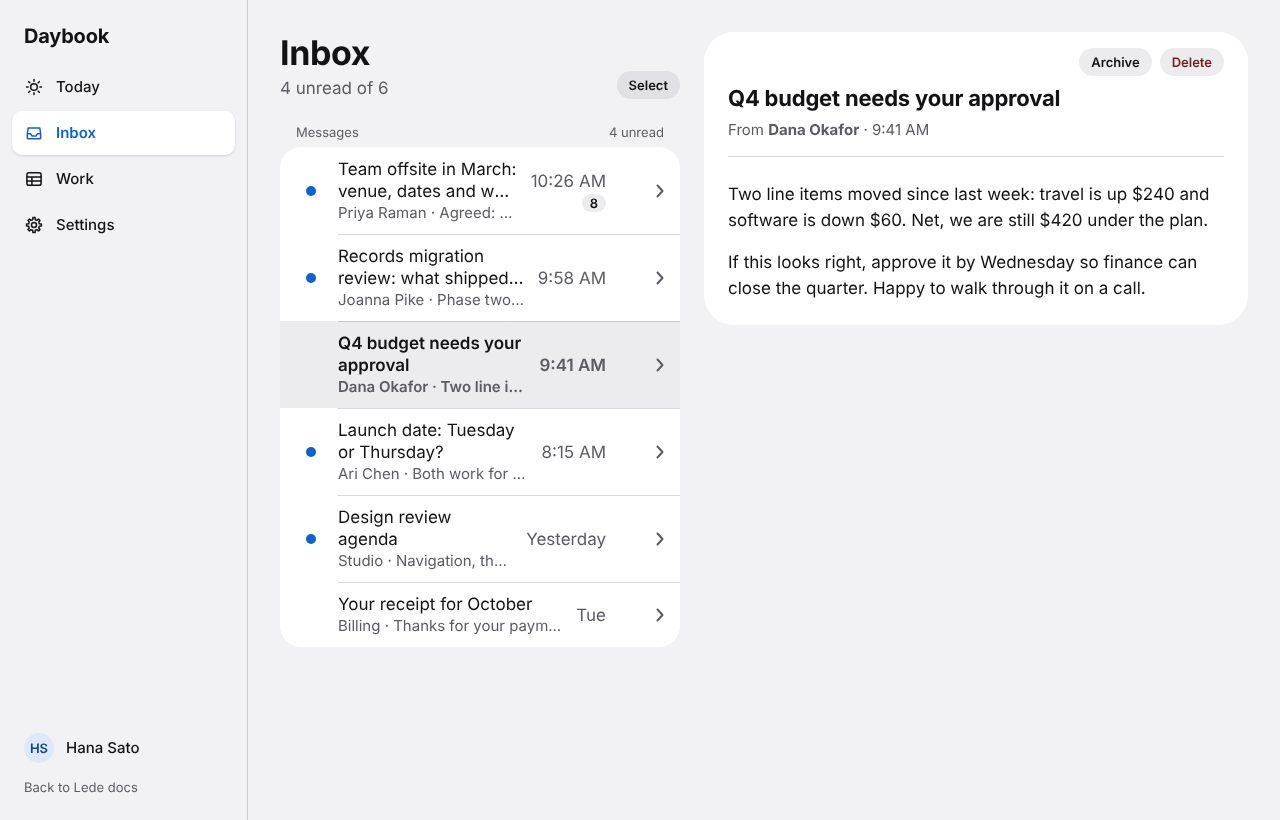 Daybook
Today
Inbox
Work
Settings
HS
Hana Sato
Back to Lede docs
Inbox
4 unread of 6
Select
Messages
4 unread
Team offsite in March:
venue, dates and w...
Priya Raman · Agreed: ...
10:26 AM
8
Records migration
review: what shipped...
Joanna Pike · Phase two...
9:58 AM
Q4 budget needs your
approval
Dana Okafor · Two line i...
9:41 AM
Launch date: Tuesday
or Thursday?
Ari Chen · Both work for ...
8:15 AM
Design review
agenda
Studio · Navigation, th...
Yesterday
Your receipt for October
Billing · Thanks for your paym...
Tue
Archive
Delete
Q4 budget needs your approval
From Dana Okafor · 9:41 AM
Two line items moved since last week: travel is up $240 and
software is down $60. Net, we are still $420 under the plan.
If this looks right, approve it by Wednesday so finance can
close the quarter. Happy to walk through it on a call.